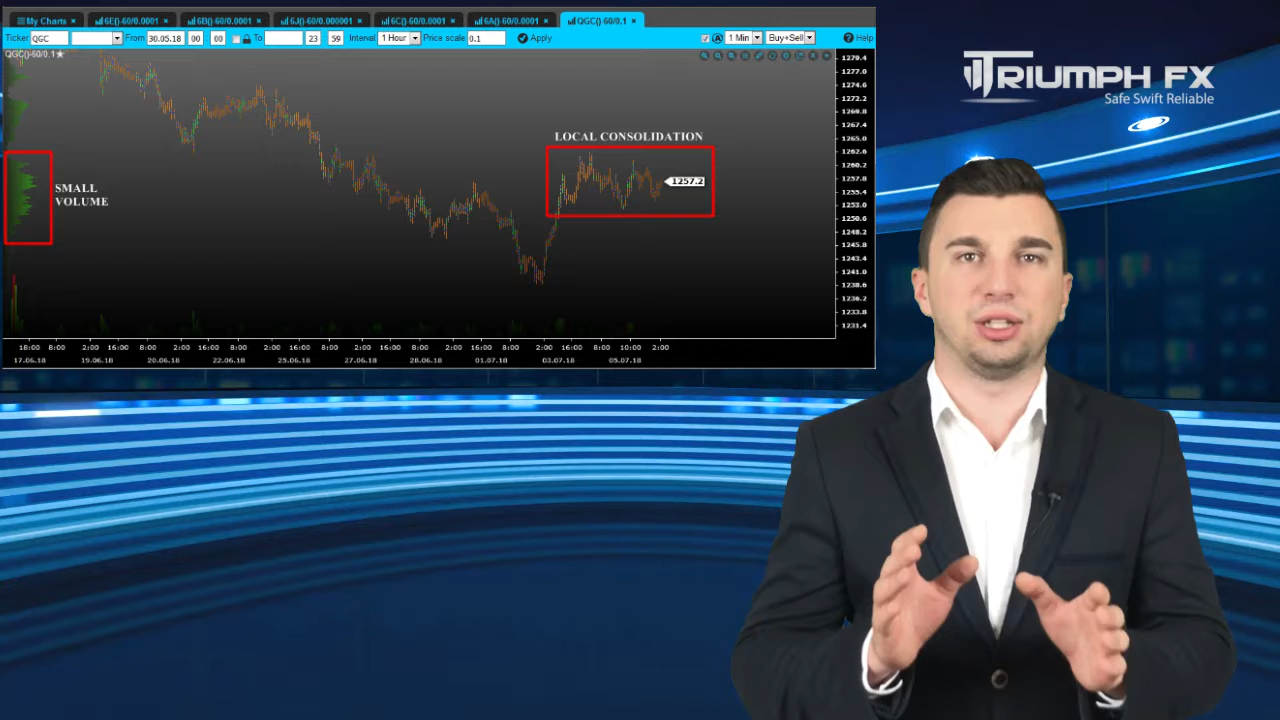 My Charts × 6E()-60/0.0001 × 6B()-60/0.0001 × 6J()-60/0.000001 × 6C()-60/0.0001 × 6A()-60/0.0001 × QGC()-60/0.1 ×
Ticker QGC From 30.05.18 00 : 00 To 23 : 59 Interval 1 Hour Price scale 0.1 Apply 1 Min Buy+Sell Help
QGC()-60/0.1★
1279.4
1277.0
1274.6
1272.2
1269.8
1267.4
1265.0
1262.6
1260.2
1257.8
1255.4
1253.0
1250.6
1248.2
1245.8
1243.4
1241.0
1238.6
1236.2
1233.8
1231.4
LOCAL CONSOLIDATION
1257.2
SMALL
VOLUME
18:00 8:00 2:00 16:00 2:00 16:00 8:00 2:00 16:00 8:00 16:00 8:00 2:00 16:00 8:00 2:00 16:00 8:00 10:00 2:00
17.06.18 19.06.18 20.06.18 22.06.18 25.06.18 27.06.18 28.06.18 01.07.18 03.07.18 05.07.18
TRIUMPH FX
Safe Swift Reliable